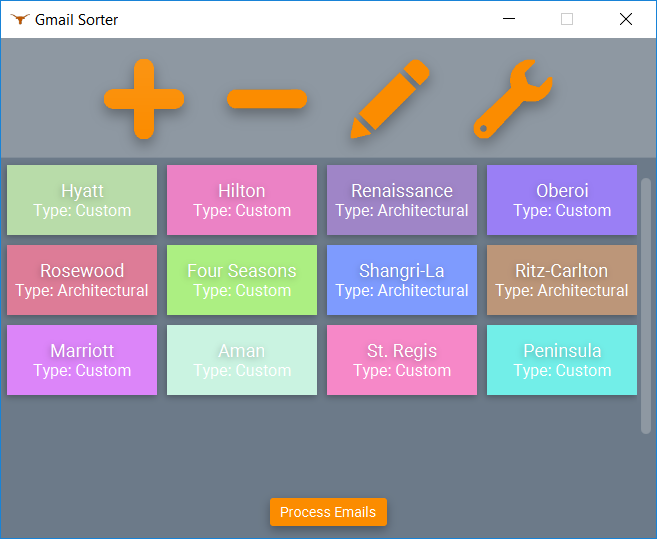 Gmail Sorter
Hyatt
Type: Custom
Hilton
Type: Custom
Renaissance
Type: Architectural
Oberoi
Type: Custom
Rosewood
Type: Architectural
Four Seasons
Type: Custom
Shangri-La
Type: Architectural
Ritz-Carlton
Type: Architectural
Marriott
Type: Custom
Aman
Type: Custom
St. Regis
Type: Custom
Peninsula
Type: Custom
Process Emails